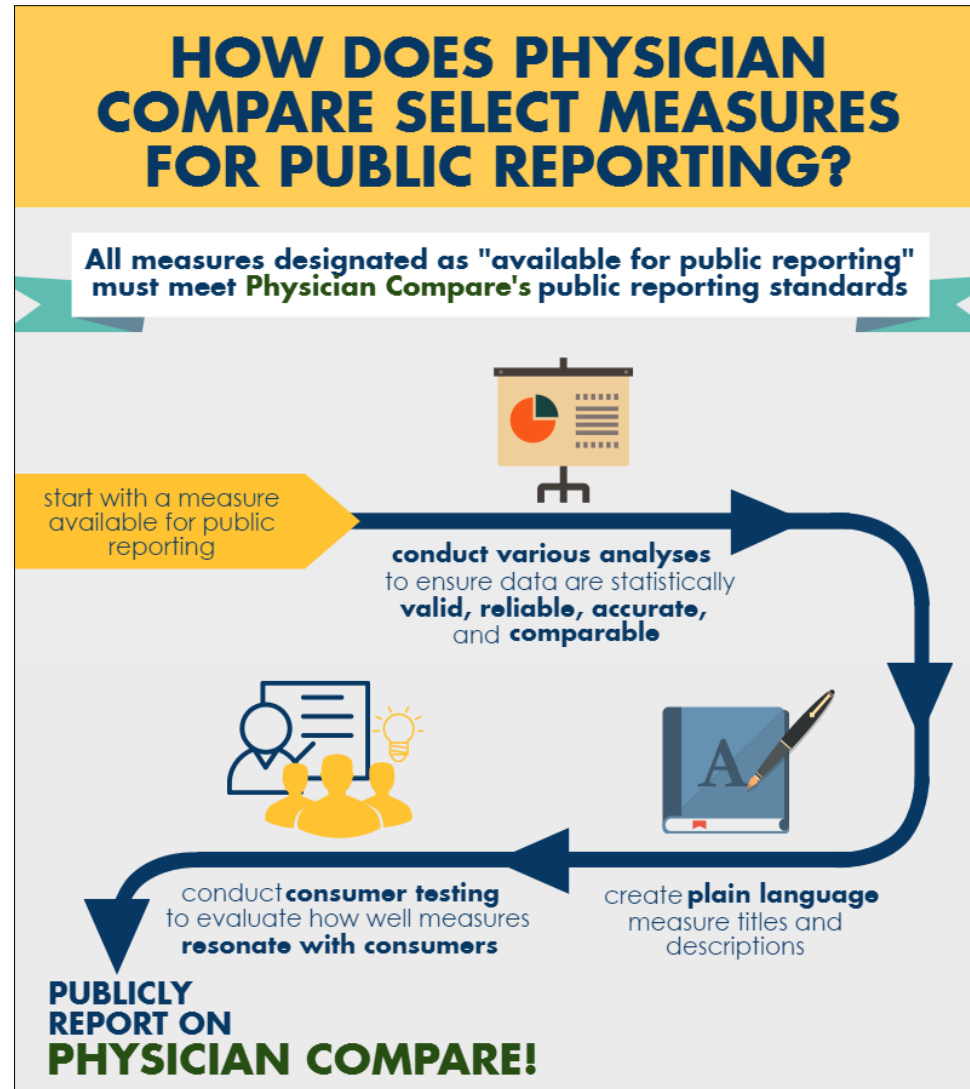 HOW DOES PHYSICIAN
COMPARE SELECT MEASURES
FOR PUBLIC REPORTING?
All measures designated as "available for public reporting"
must meet Physician Compare's public reporting standards
start with a measure
available for public
reporting
conduct various analyses
to ensure data are statistically
valid, reliable, accurate,
and comparable
A
create plain language
measure titles and
descriptions
conduct consumer testing
to evaluate how well measures
resonate with consumers
PUBLICLY
REPORT ON
PHYSICIAN COMPARE!